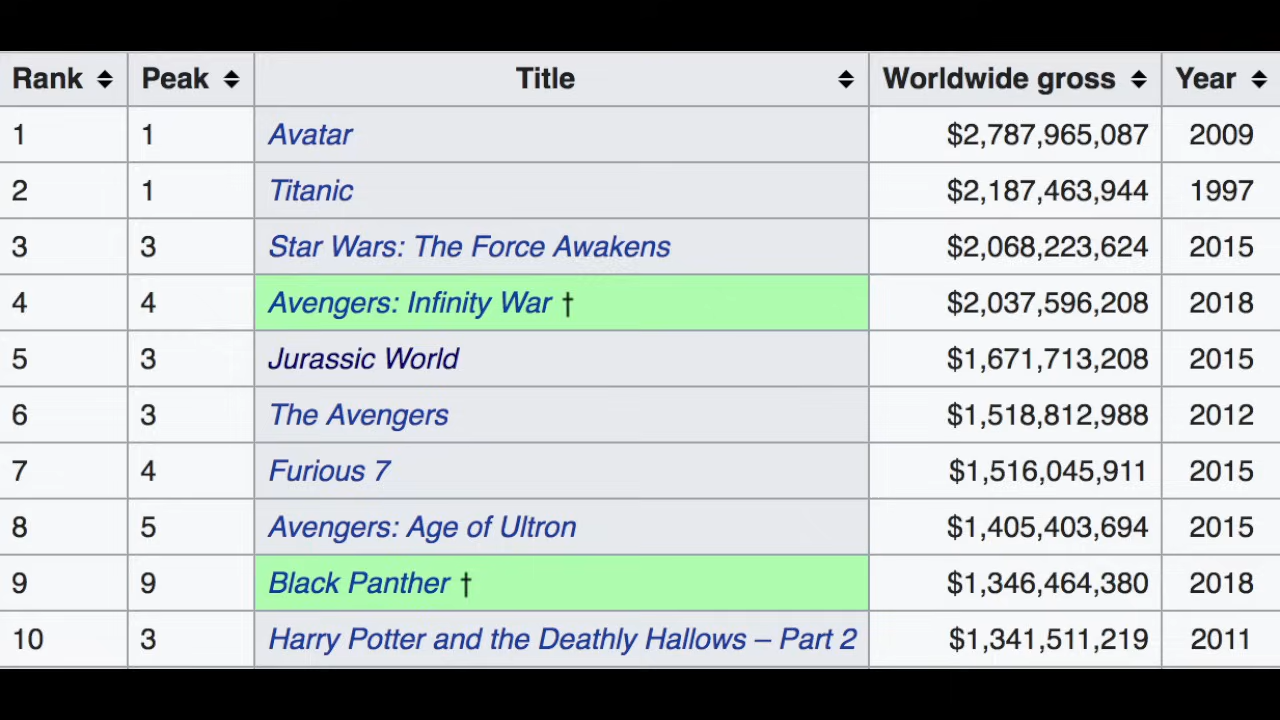 Rank Peak Title Worldwide gross Year
1 1 Avatar $2,787,965,087 2009
2 1 Titanic $2,187,463,944 1997
3 3 Star Wars: The Force Awakens $2,068,223,624 2015
4 4 Avengers: Infinity War † $2,037,596,208 2018
5 3 Jurassic World $1,671,713,208 2015
6 3 The Avengers $1,518,812,988 2012
7 4 Furious 7 $1,516,045,911 2015
8 5 Avengers: Age of Ultron $1,405,403,694 2015
9 9 Black Panther † $1,346,464,380 2018
10 3 Harry Potter and the Deathly Hallows – Part 2 $1,341,511,219 2011